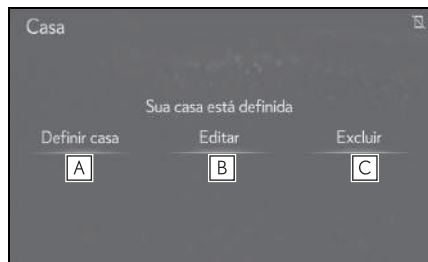 Casa
Sua casa está definida
Definir casa Editar Excluir
A B C